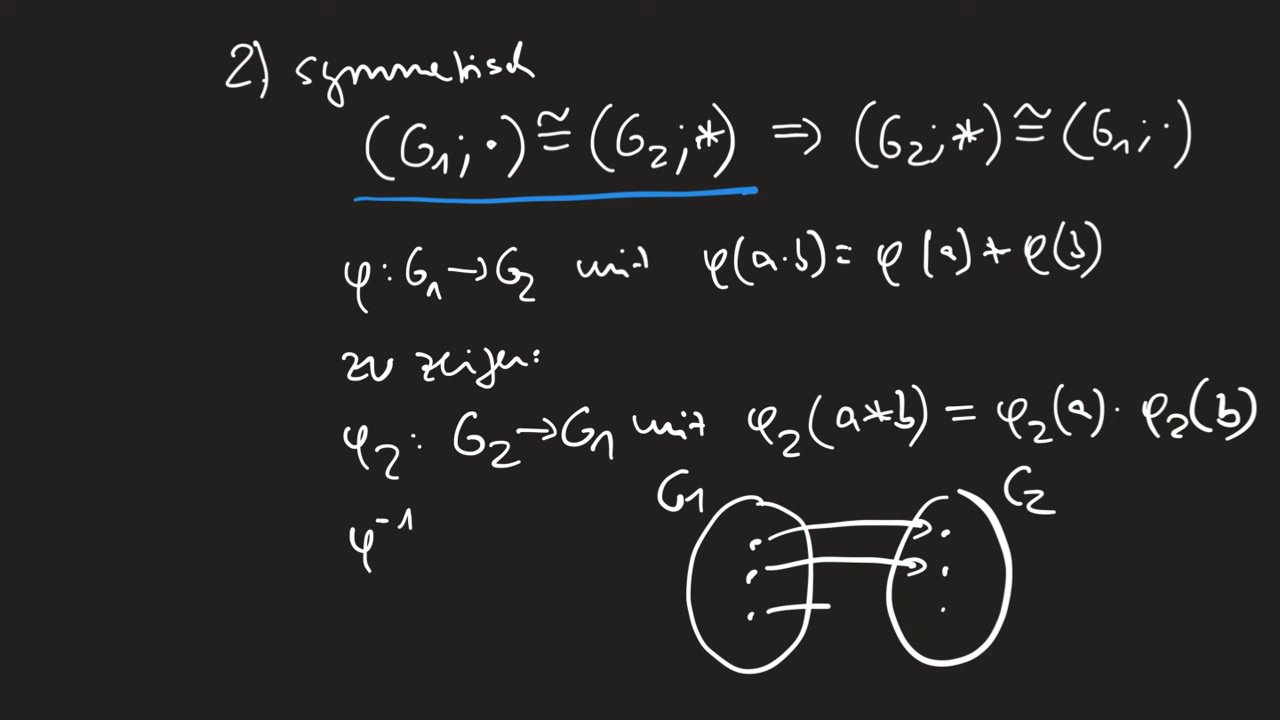 2) symmetrisch
(G₁; ·) ≅ (G₂; *) ⇒ (G₂; *) ≅ (G₁; ·)
φ: G₁ → G₂ mit φ(a·b) = φ(a) * φ(b)
zu zeigen:
φ₂: G₂ → G₁ mit φ₂(a*b) = φ₂(a) · φ₂(b)
G₁ G₂
φ⁻¹